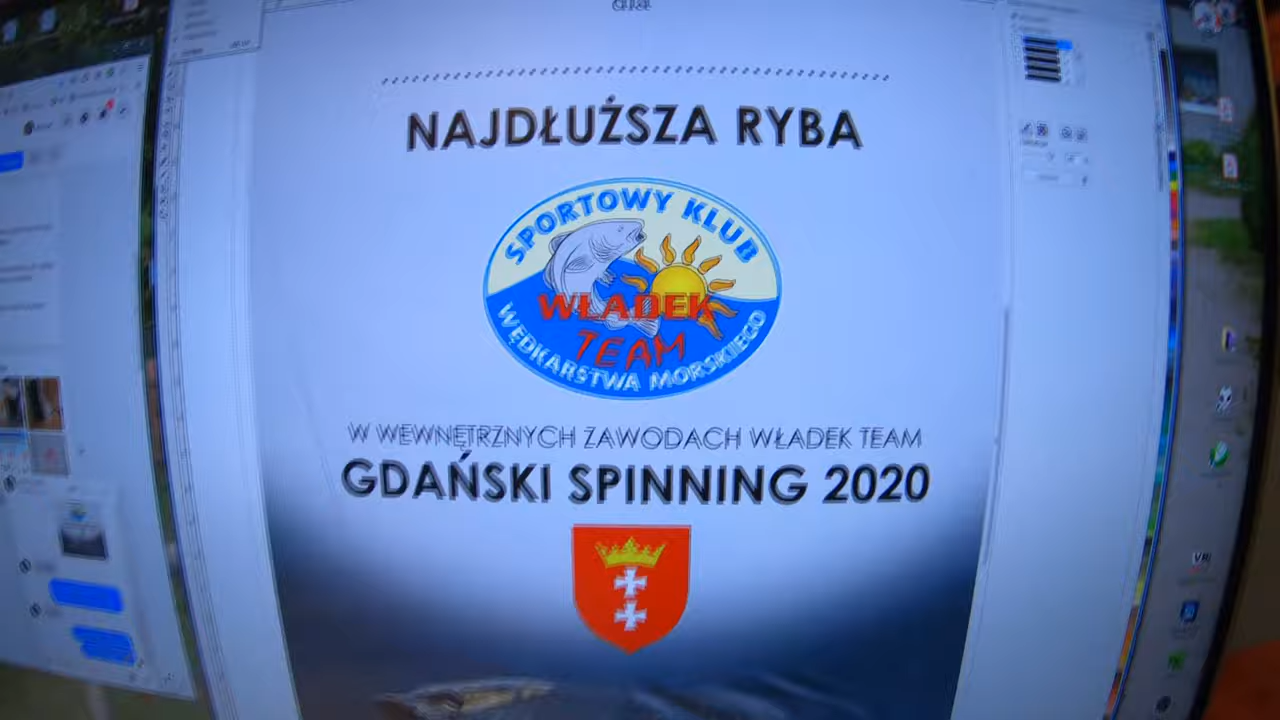 NAJDŁUŻSZA RYBA
SPORTOWY KLUB
WŁADEK
TEAM
WĘDKARSTWA MORSKIEGO
W WEWNĘTRZNYCH ZAWODACH WŁADEK TEAM
GDAŃSKI SPINNING 2020